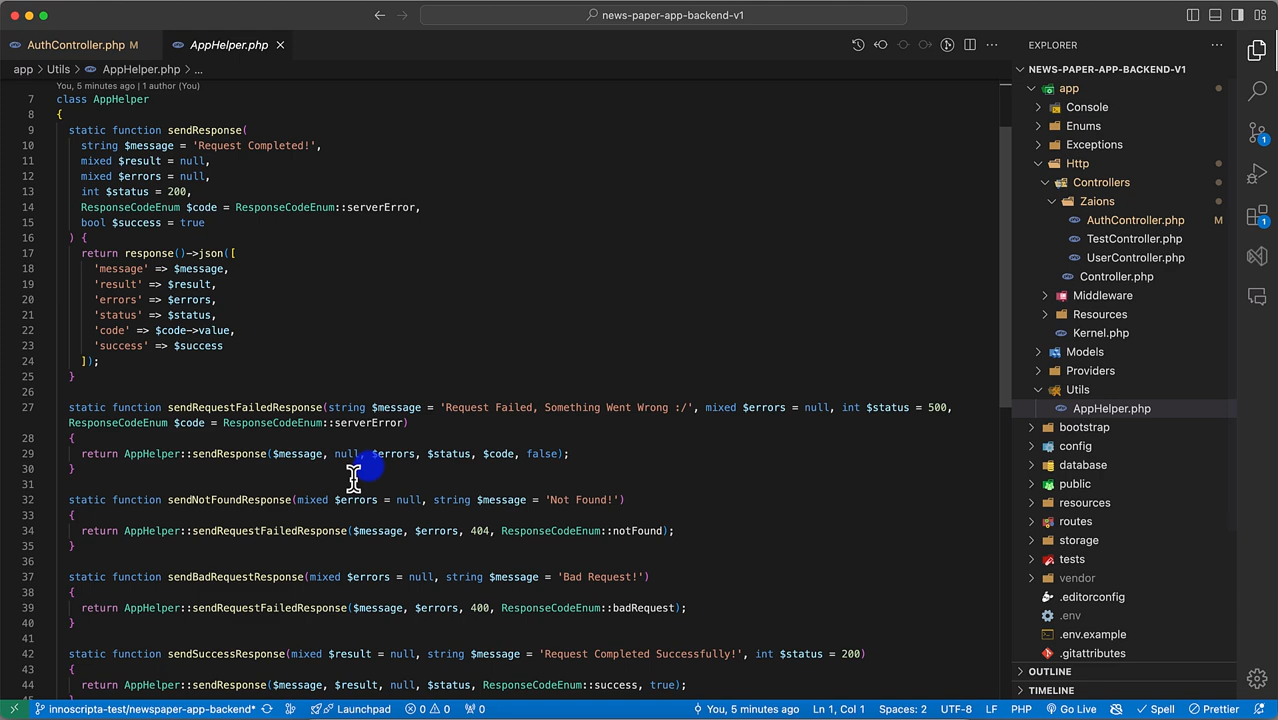 news-paper-app-backend-v1
AuthController.php M
AppHelper.php
EXPLORER
app > Utils > AppHelper.php > ...
NEWS-PAPER-APP-BACKEND-V1
You, 5 minutes ago | 1 author (You)
7 class AppHelper
8 {
9 static function sendResponse(
10 string $message = 'Request Completed!',
11 mixed $result = null,
12 mixed $errors = null,
13 int $status = 200,
14 ResponseCodeEnum $code = ResponseCodeEnum::serverError,
15 bool $success = true
16 ) {
17 return response()->json([
18 'message' => $message,
19 'result' => $result,
20 'errors' => $errors,
21 'status' => $status,
22 'code' => $code->value,
23 'success' => $success
24 ]);
25 }
26
27 static function sendRequestFailedResponse(string $message = 'Request Failed, Something Went Wrong :/', mixed $errors = null, int $status = 500,
ResponseCodeEnum $code = ResponseCodeEnum::serverError)
28 {
29 return AppHelper::sendResponse($message, null, $errors, $status, $code, false);
30 }
31
32 static function sendNotFoundResponse(mixed $errors = null, string $message = 'Not Found!')
33 {
34 return AppHelper::sendRequestFailedResponse($message, $errors, 404, ResponseCodeEnum::notFound);
35 }
36
37 static function sendBadRequestResponse(mixed $errors = null, string $message = 'Bad Request!')
38 {
39 return AppHelper::sendRequestFailedResponse($message, $errors, 400, ResponseCodeEnum::badRequest);
40 }
41
42 static function sendSuccessResponse(mixed $result = null, string $message = 'Request Completed Successfully!', int $status = 200)
43 {
44 return AppHelper::sendResponse($message, $result, null, $status, ResponseCodeEnum::success, true);
45 }
app
Console
Enums
Exceptions
Http
Controllers
Zaions
AuthController.php M
TestController.php
UserController.php
Controller.php
Middleware
Resources
Kernel.php
Models
Providers
Utils
AppHelper.php
bootstrap
config
database
public
resources
routes
storage
tests
vendor
.editorconfig
.env
.env.example
.gitattributes
OUTLINE
TIMELINE
1
1
innoscripta-test/newspaper-app-backend* Launchpad 0 0 0 You, 5 minutes ago Ln 1, Col 1 Spaces: 2 UTF-8 LF PHP Go Live Spell Prettier